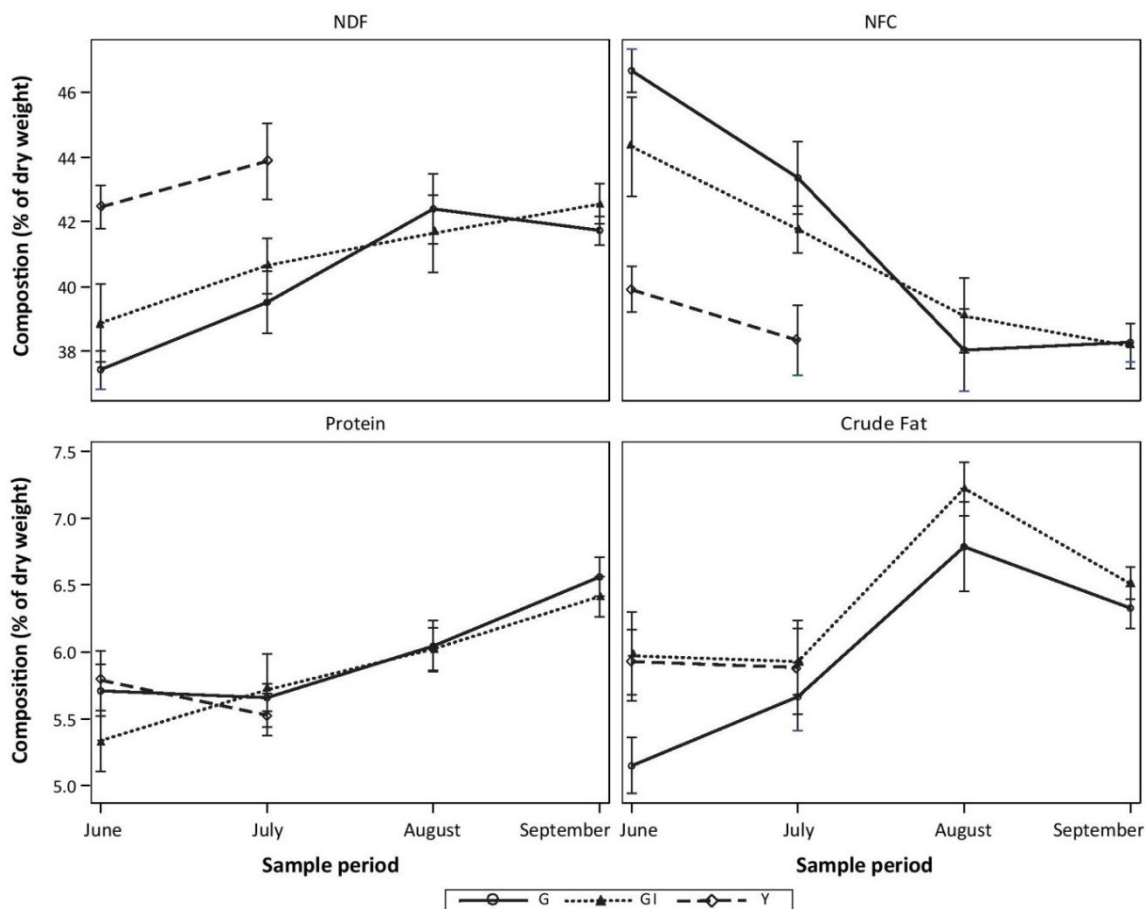 NDF
NFC
Compostion (% of dry weight)
46
44
42
40
38
Protein
Crude Fat
Composition (% of dry weight)
7.5
7.0
6.5
6.0
5.5
5.0
June July August September
June July August September
Sample period
Sample period
G GI Y